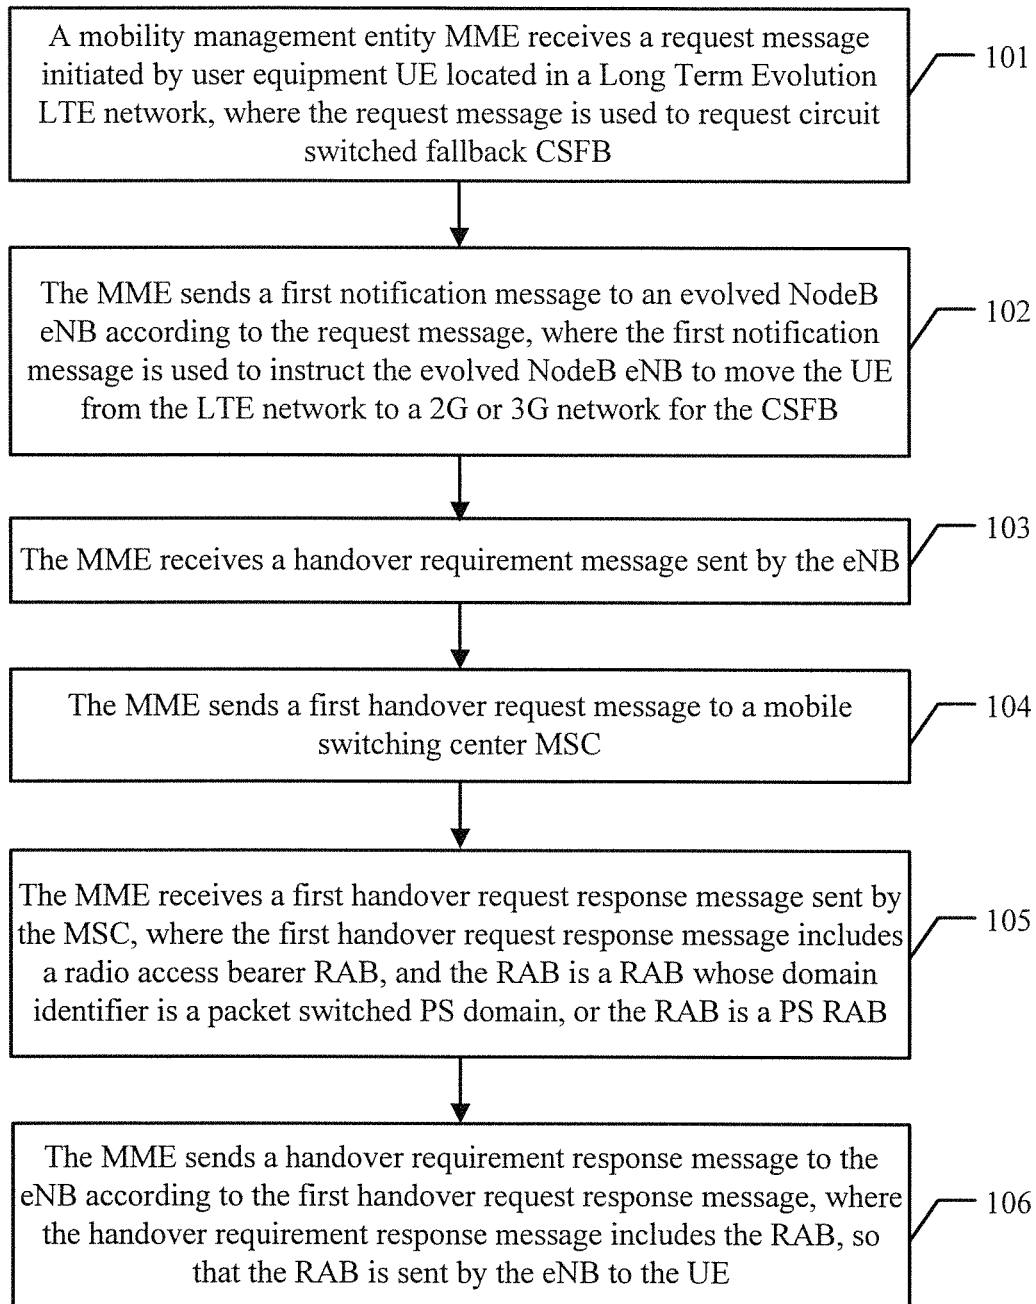 A mobility management entity MME receives a request message
initiated by user equipment UE located in a Long Term Evolution
LTE network, where the request message is used to request circuit
switched fallback CSFB
101
The MME sends a first notification message to an evolved NodeB
eNB according to the request message, where the first notification
message is used to instruct the evolved NodeB eNB to move the UE
from the LTE network to a 2G or 3G network for the CSFB
102
The MME receives a handover requirement message sent by the eNB
103
The MME sends a first handover request message to a mobile
switching center MSC
104
The MME receives a first handover request response message sent by
the MSC, where the first handover request response message includes
a radio access bearer RAB, and the RAB is a RAB whose domain
identifier is a packet switched PS domain, or the RAB is a PS RAB
105
The MME sends a handover requirement response message to the
eNB according to the first handover request response message, where
the handover requirement response message includes the RAB, so
that the RAB is sent by the eNB to the UE
106